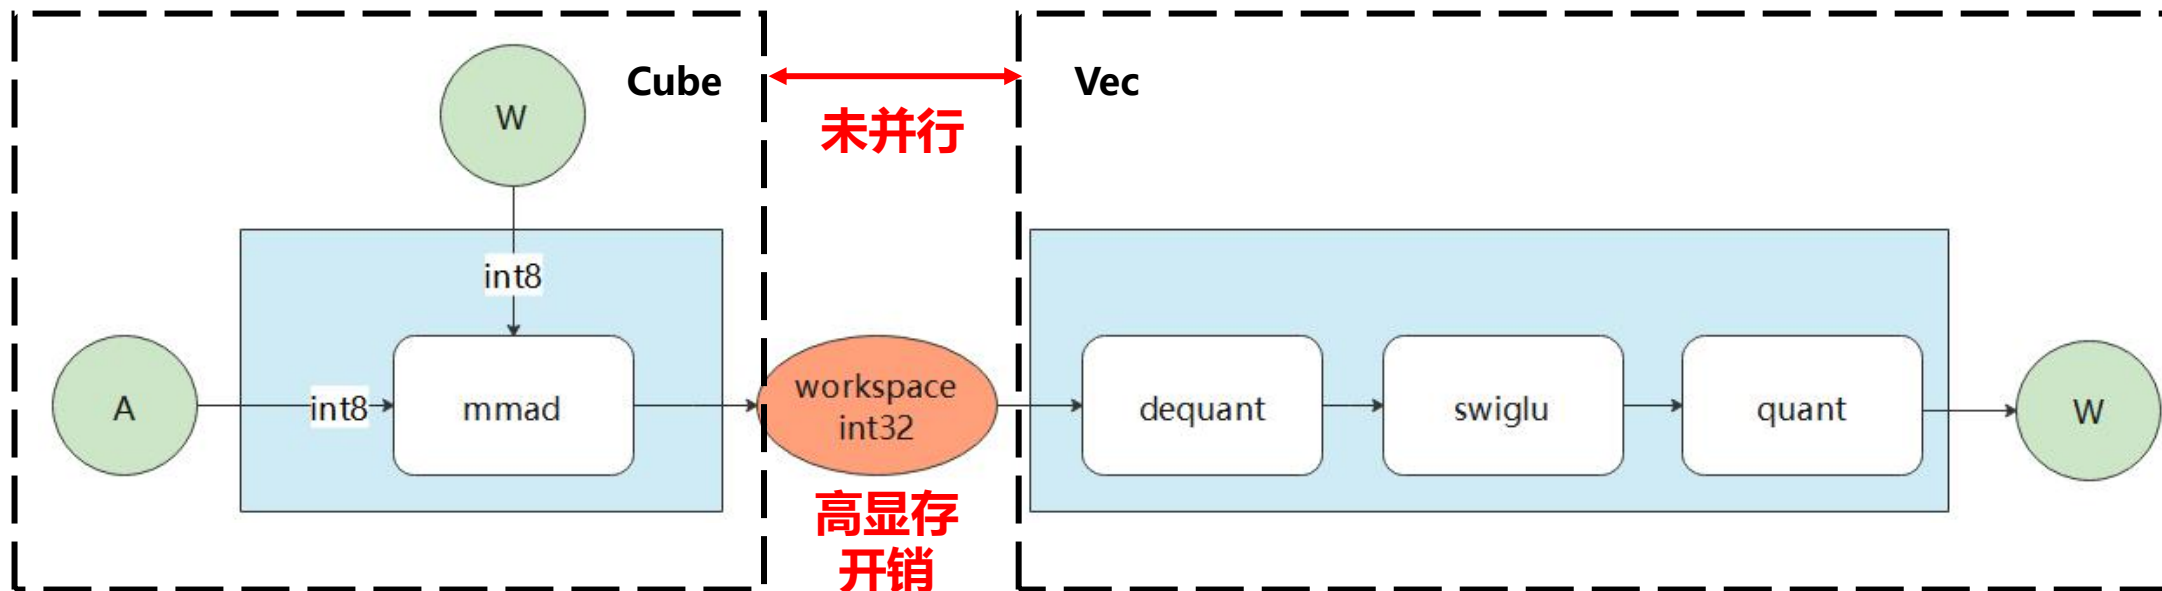 Cube
Vec
W
未并行
int8
A
int8
mmad
workspace
int32
dequant
swiglu
quant
W
高显存
开销